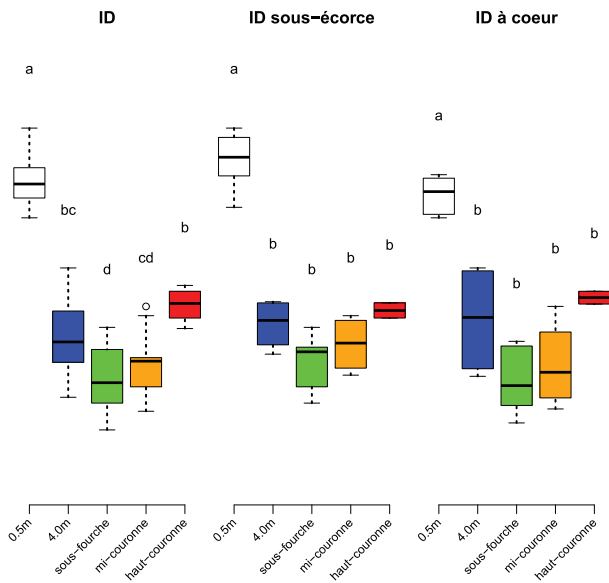 ID
ID sous−écorce
ID à coeur
a
a
a
bc
b
b
b
b
b
b
cd
b
d
b
b
0.5m
4.0m
sous−fourche
mi−couronne
haut−couronne
0.5m
4.0m
sous−fourche
mi−couronne
haut−couronne
0.5m
4.0m
sous−fourche
mi−couronne
haut−couronne